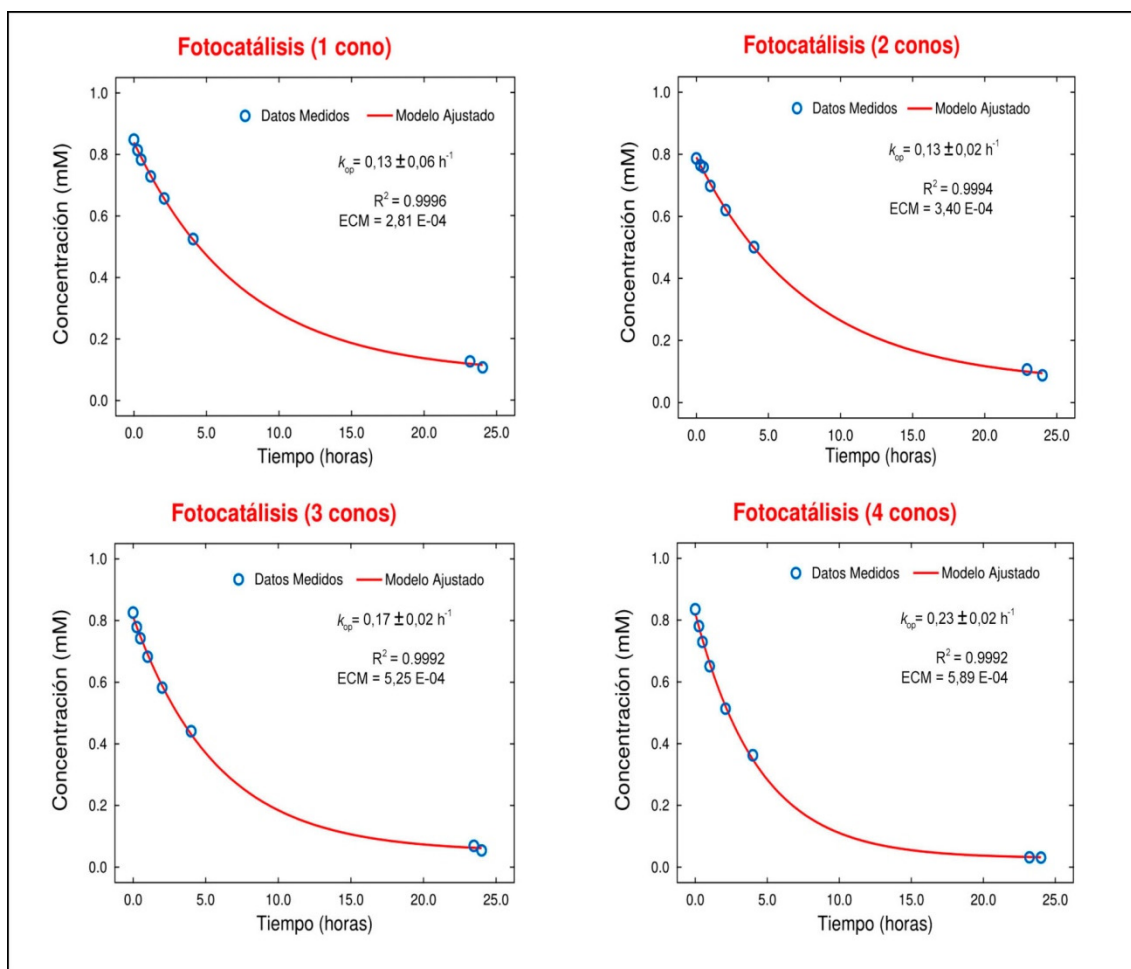 Fotocatálisis (1 cono)
1.0
0.8
0.6
0.4
0.2
0.0
Concentración (mM)
Datos Medidos
Modelo Ajustado
kop= 0,13 ± 0,06 h-1
R2 = 0.9996
ECM = 2,81 E-04
0.0 5.0 10.0 15.0 20.0 25.0
Tiempo (horas)
Fotocatálisis (2 conos)
1.0
0.8
0.6
0.4
0.2
0.0
Concentración (mM)
Datos Medidos
Modelo Ajustado
kop= 0,13 ± 0,02 h-1
R2 = 0.9994
ECM = 3,40 E-04
0.0 5.0 10.0 15.0 20.0 25.0
Tiempo (horas)
Fotocatálisis (3 conos)
1.0
0.8
0.6
0.4
0.2
0.0
Concentración (mM)
Datos Medidos
Modelo Ajustado
kop= 0,17 ± 0,02 h-1
R2 = 0.9992
ECM = 5,25 E-04
0.0 5.0 10.0 15.0 20.0 25.0
Tiempo (horas)
Fotocatálisis (4 conos)
1.0
0.8
0.6
0.4
0.2
0.0
Concentración (mM)
Datos Medidos
Modelo Ajustado
kop= 0,23 ± 0,02 h-1
R2 = 0.9992
ECM = 5,89 E-04
0.0 5.0 10.0 15.0 20.0 25.0
Tiempo (horas)